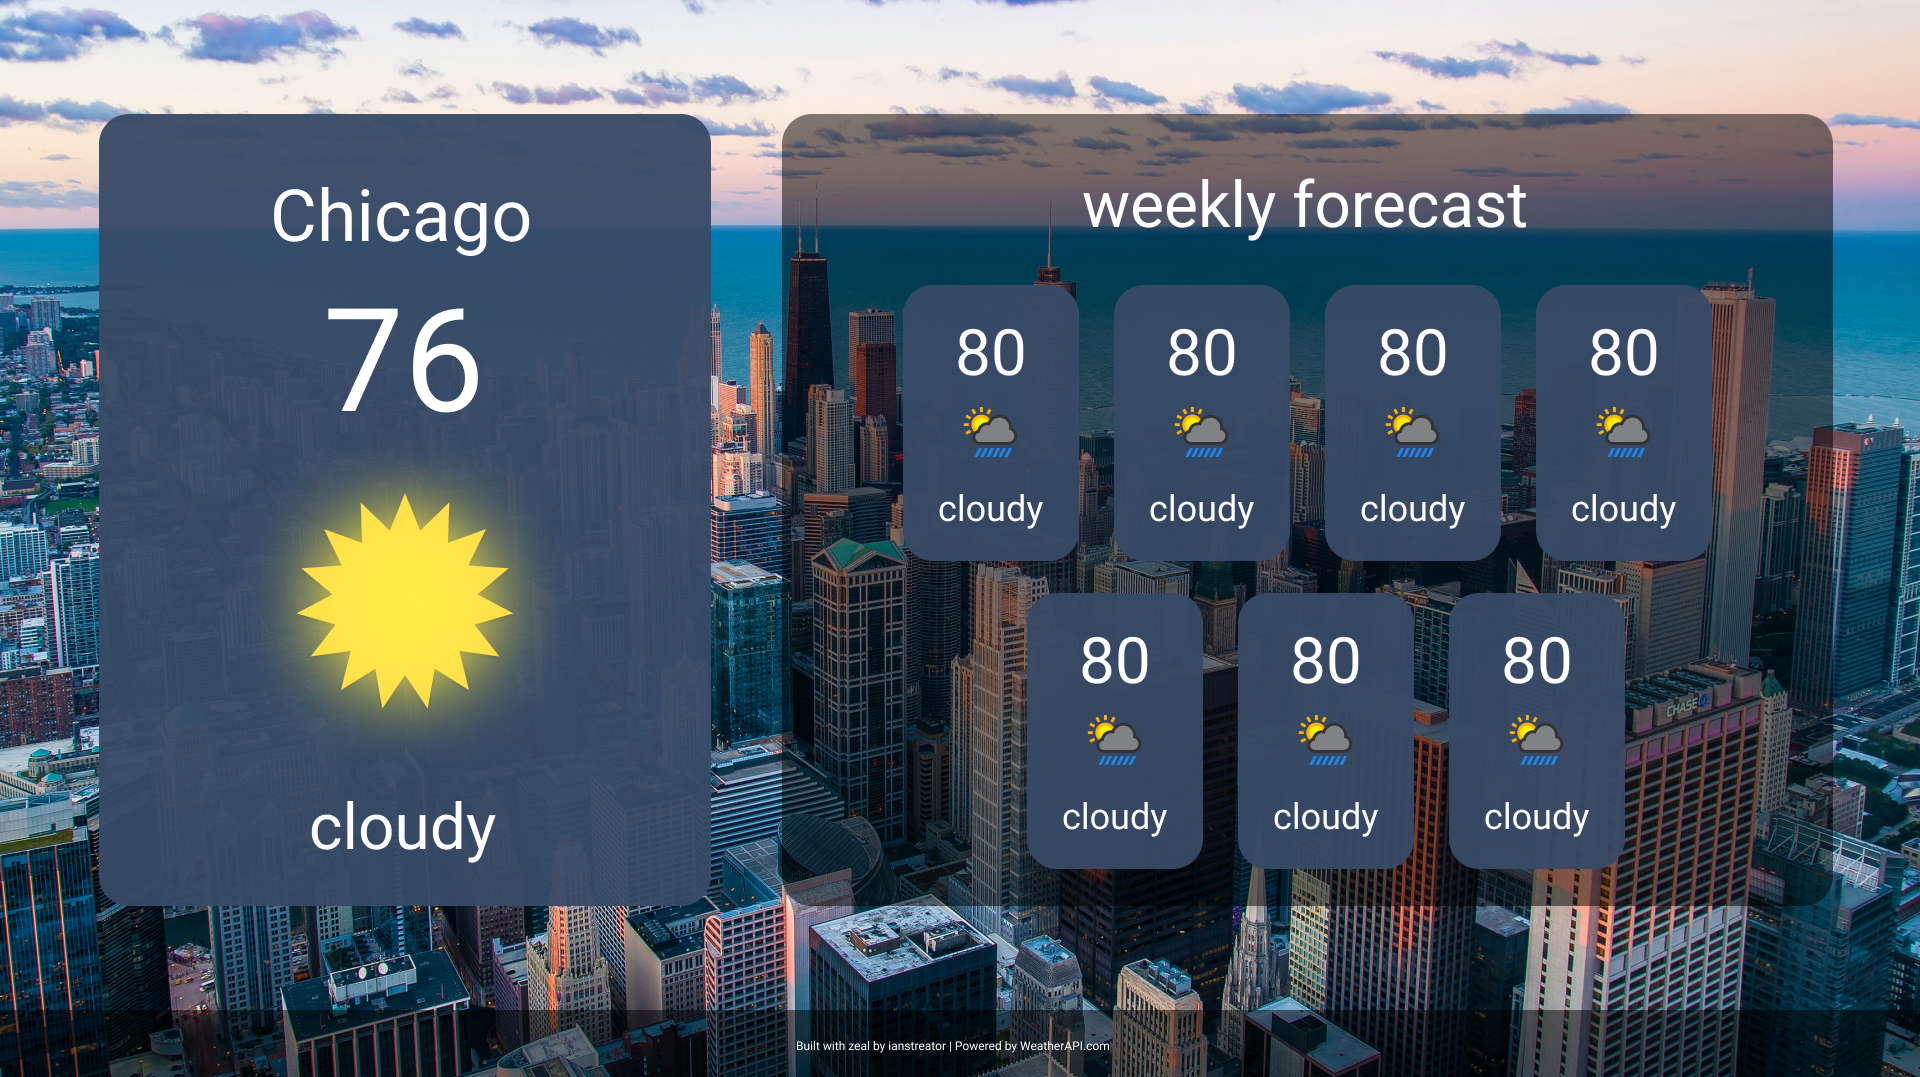 Chicago
76
cloudy
weekly forecast
80 80 80 80
cloudy cloudy cloudy cloudy
80 80 80
cloudy cloudy cloudy
CHASE
Built with zeal by ianstreator | Powered by WeatherAPI.com